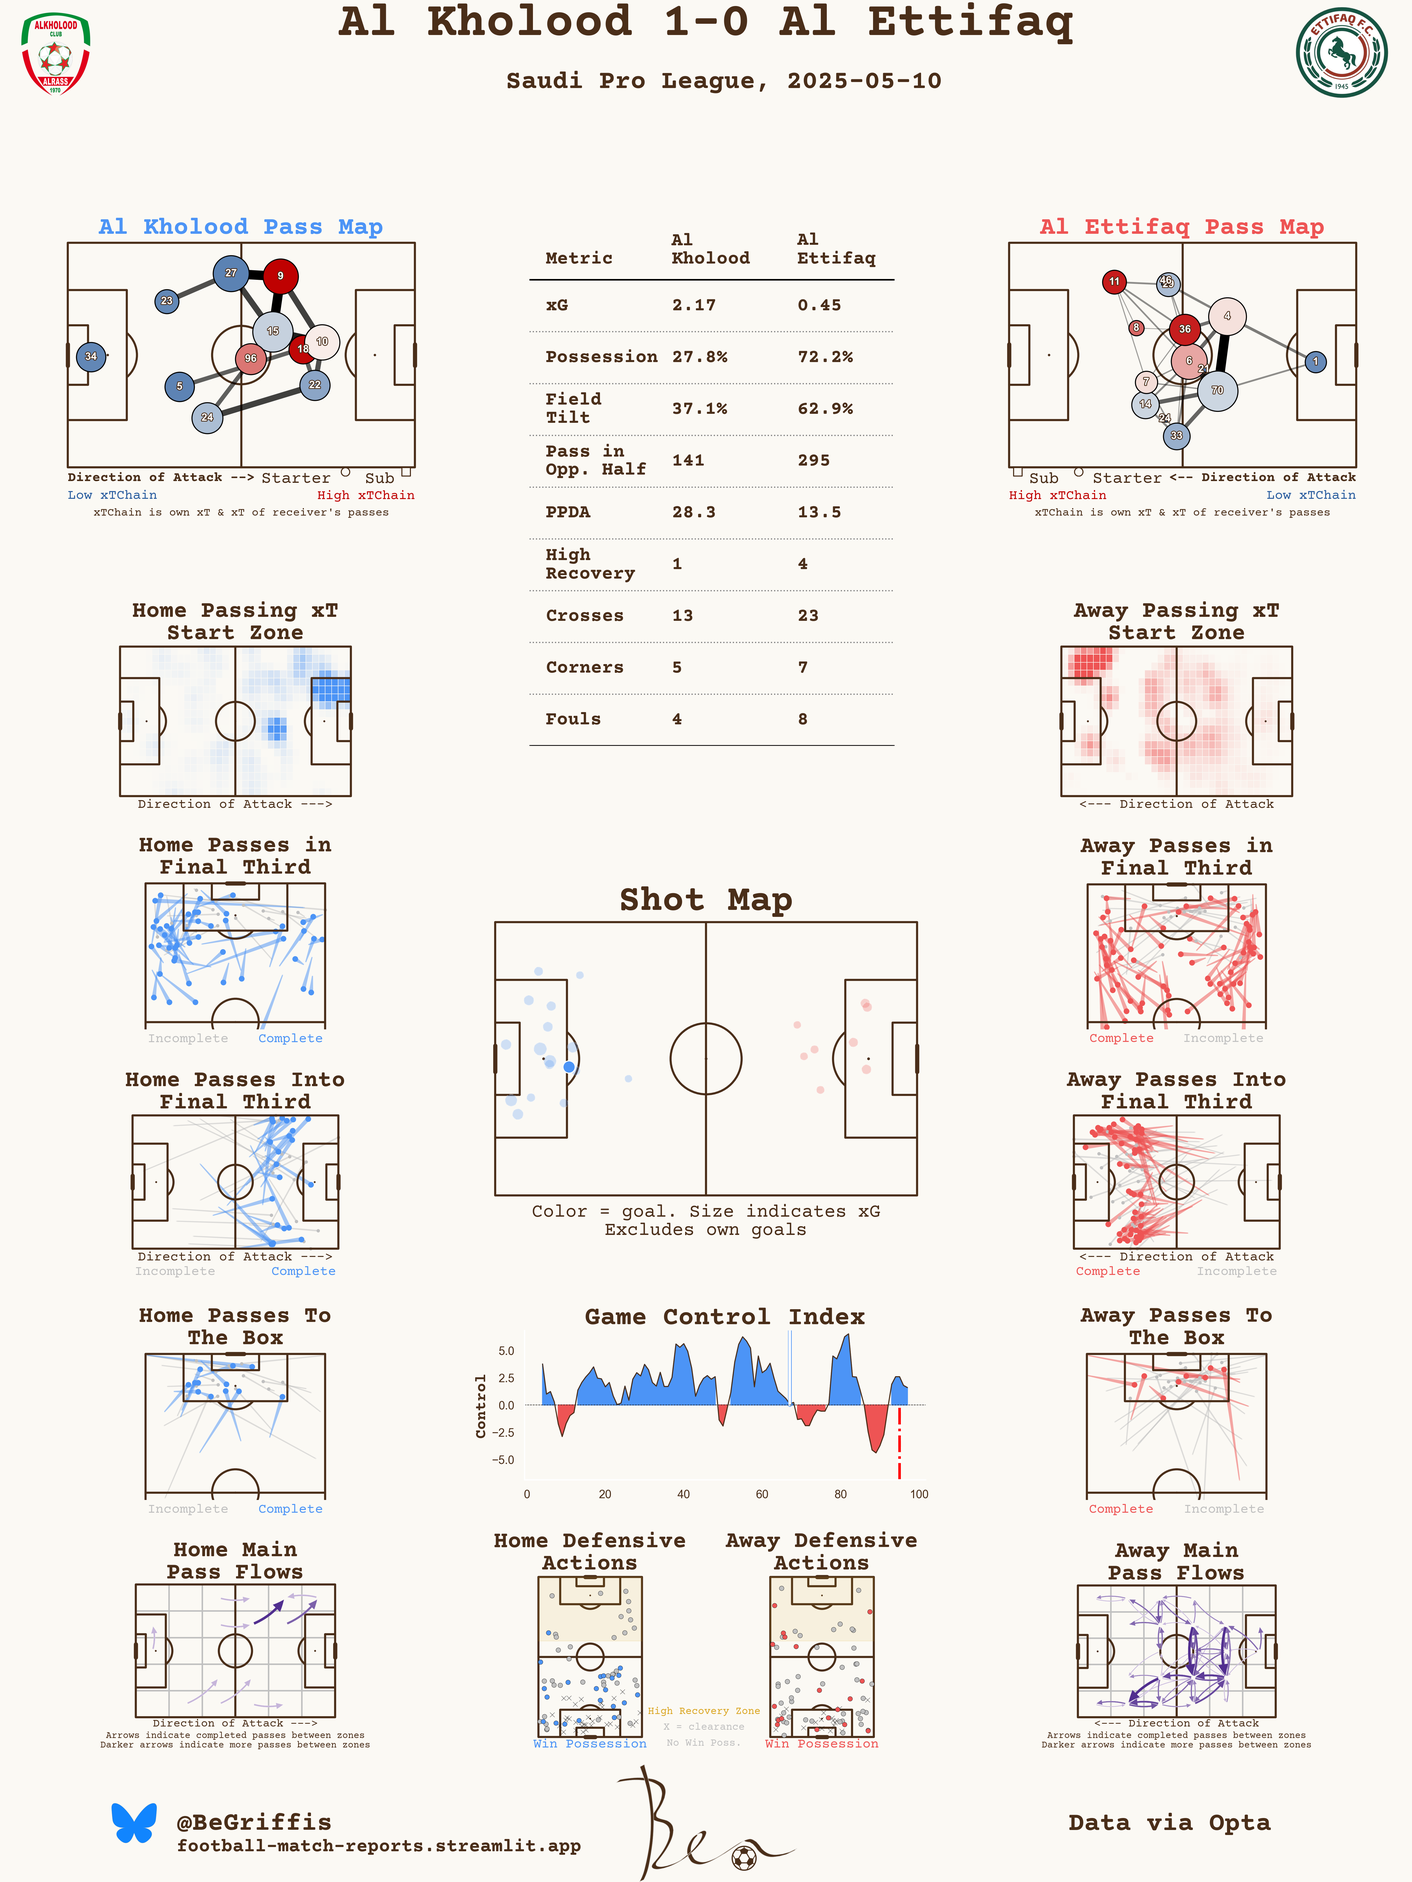 Al Kholood 1-0 Al Ettifaq
Saudi Pro League, 2025-05-10
ALKHOLOOD
CLUB
ALRASS
1970
ETTIFAQ F.C.
1945
Al Kholood Pass Map
27
9
23
15
10
34
18
96
5
22
24
Direction of Attack --> Starter Sub
Low xTChain High xTChain
xTChain is own xT & xT of receiver's passes
Metric Al Kholood Al Ettifaq
xG 2.17 0.45
Possession 27.8% 72.2%
Field Tilt 37.1% 62.9%
Pass in Opp. Half 141 295
PPDA 28.3 13.5
High Recovery 1 4
Crosses 13 23
Corners 5 7
Fouls 4 8
Al Ettifaq Pass Map
11
4
8
36
6
1
7
70
14
24
33
Sub Starter <-- Direction of Attack
High xTChain Low xTChain
xTChain is own xT & xT of receiver's passes
Home Passing xT
Start Zone
Direction of Attack --->
Away Passing xT
Start Zone
<--- Direction of Attack
Home Passes in
Final Third
Incomplete Complete
Away Passes in
Final Third
Complete Incomplete
Shot Map
Color = goal. Size indicates xG
Excludes own goals
Home Passes Into
Final Third
Direction of Attack --->
Incomplete Complete
Away Passes Into
Final Third
<--- Direction of Attack
Complete Incomplete
Home Passes To
The Box
Incomplete Complete
Game Control Index
Control
5.0
2.5
0.0
−2.5
−5.0
0 20 40 60 80 100
Away Passes To
The Box
Complete Incomplete
Home Main
Pass Flows
Direction of Attack --->
Arrows indicate completed passes between zones
Darker arrows indicate more passes between zones
Home Defensive
Actions
Win Possession
High Recovery Zone
X = clearance
No Win Poss.
Away Defensive
Actions
Win Possession
Away Main
Pass Flows
<--- Direction of Attack
Arrows indicate completed passes between zones
Darker arrows indicate more passes between zones
@BeGriffis
football-match-reports.streamlit.app
Ben
Data via Opta